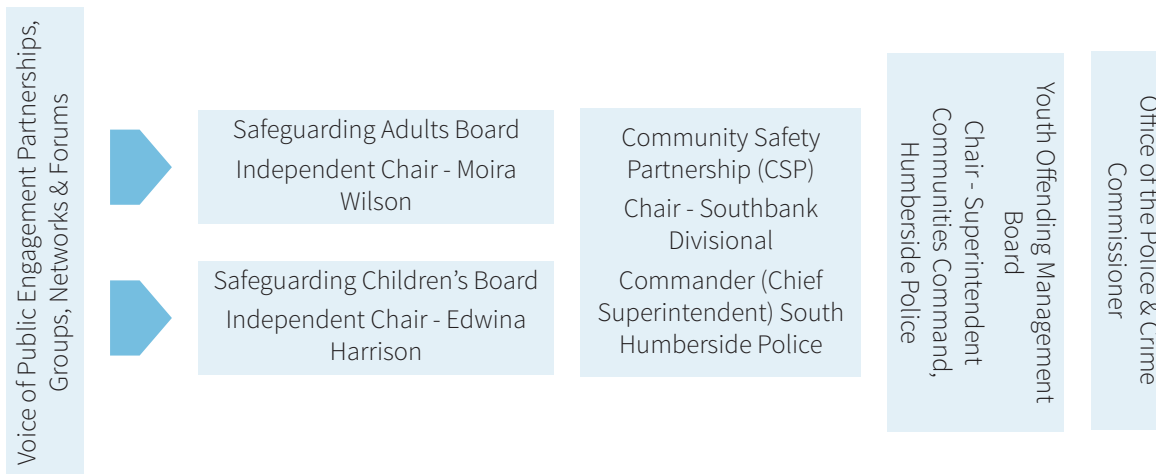 Voice of Public Engagement Partnerships,
Groups, Networks & Forums
Safeguarding Adults Board
Independent Chair - Moira
Wilson
Safeguarding Children’s Board
Independent Chair - Edwina
Harrison
Community Safety
Partnership (CSP)
Chair - Southbank
Divisional
Commander (Chief
Superintendent) South
Humberside Police
Youth Offending Management
Board
Chair - Superintendent
Communities Command,
Humberside Police
Office of the Police & Crime
Commissioner